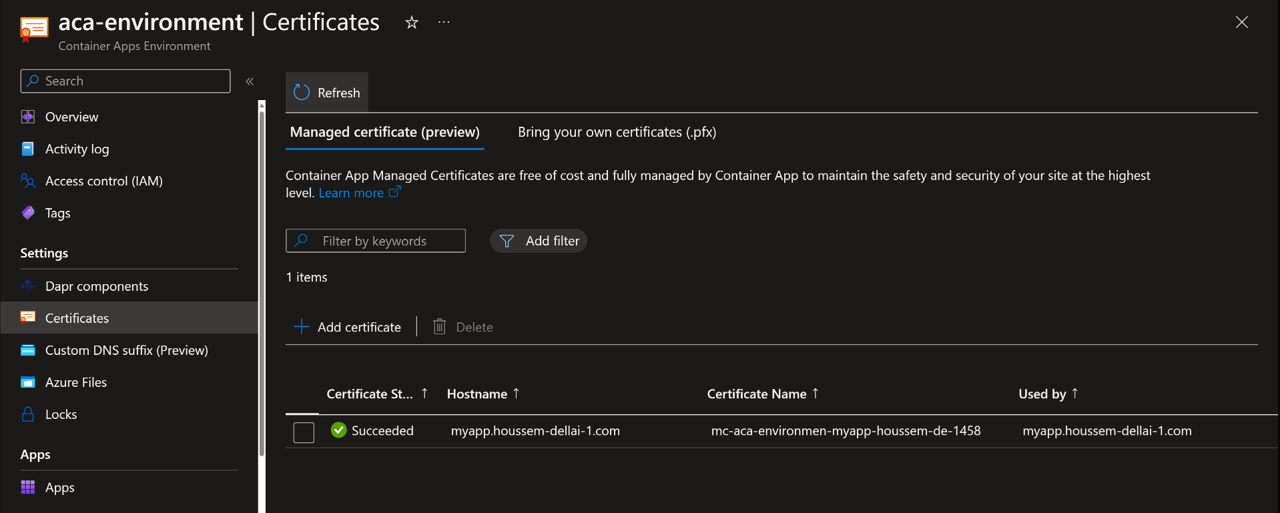 aca-environment | Certificates
Container Apps Environment
Search
Overview
Activity log
Access control (IAM)
Tags
Settings
Dapr components
Certificates
Custom DNS suffix (Preview)
Azure Files
Locks
Apps
Apps
Refresh
Managed certificate (preview) Bring your own certificates (.pfx)
Container App Managed Certificates are free of cost and fully managed by Container App to maintain the safety and security of your site at the highest
level. Learn more
Filter by keywords Add filter
1 items
Add certificate Delete
Certificate St... ↑ Hostname ↑ Certificate Name ↑ Used by ↑
Succeeded myapp.houssem-dellai-1.com mc-aca-environmen-myapp-houssem-de-1458 myapp.houssem-dellai-1.com